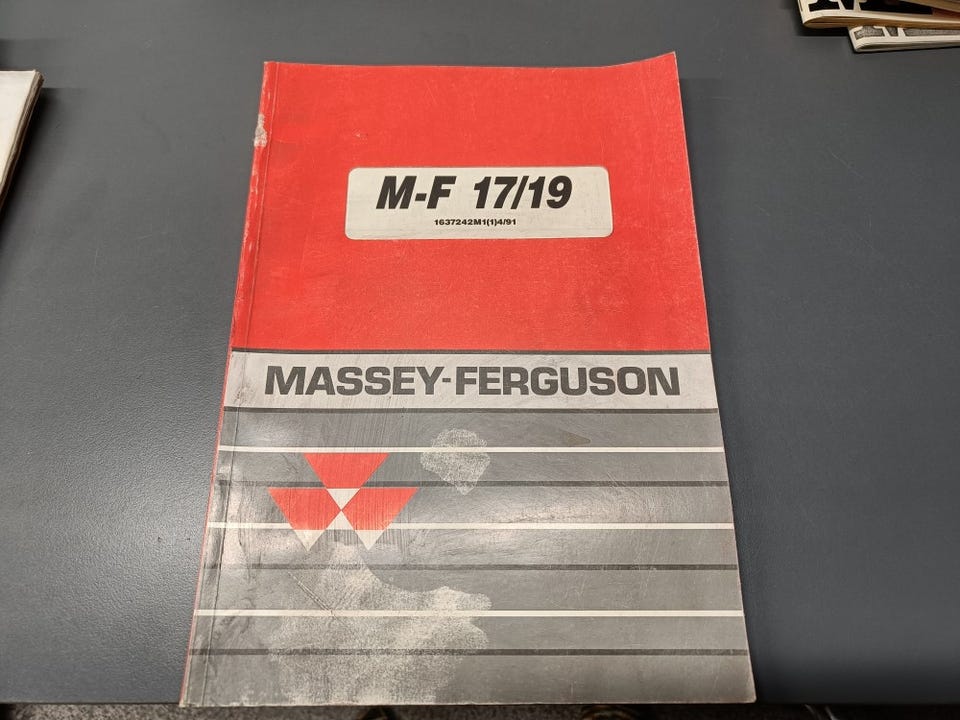 M-F 17/19
1637242M1(1)4/91
MASSEY-FERGUSON